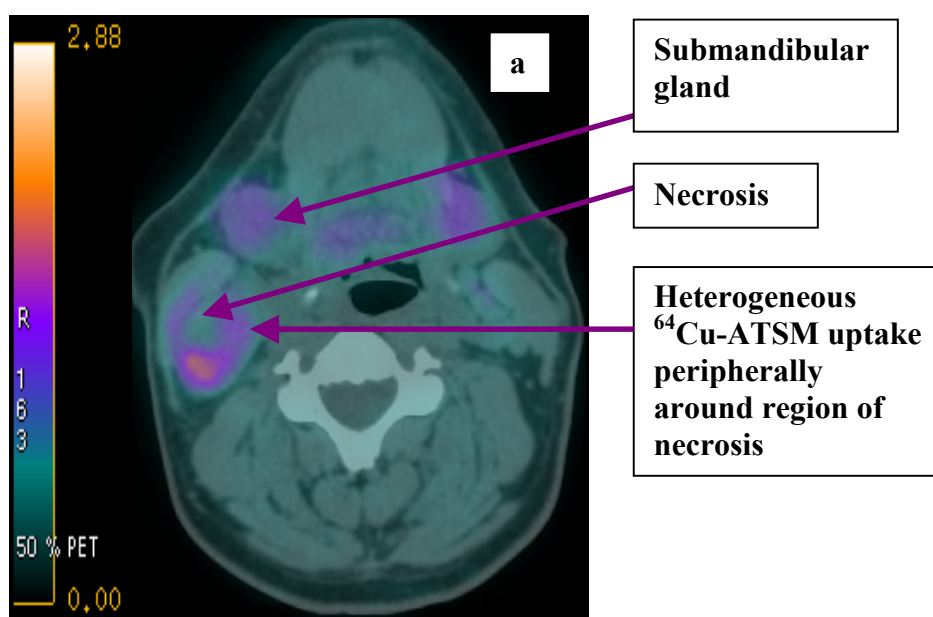 2.88
a
Submandibular
gland
Necrosis
Heterogeneous
⁶⁴Cu-ATSM uptake
peripherally
around region of
necrosis
R
1
6
3
50 % PET
0.00